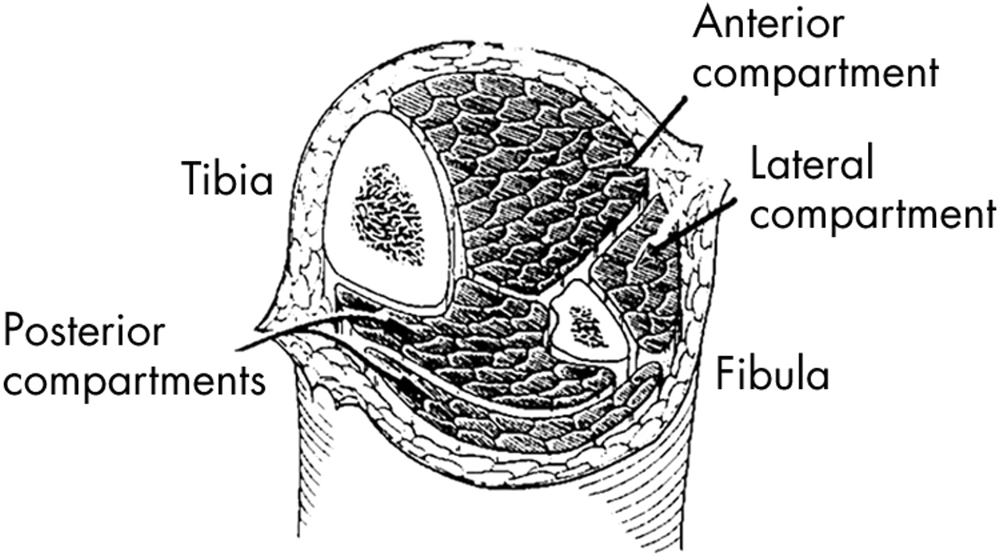 Anterior
compartment
Lateral
compartment
Tibia
Posterior
compartments
Fibula